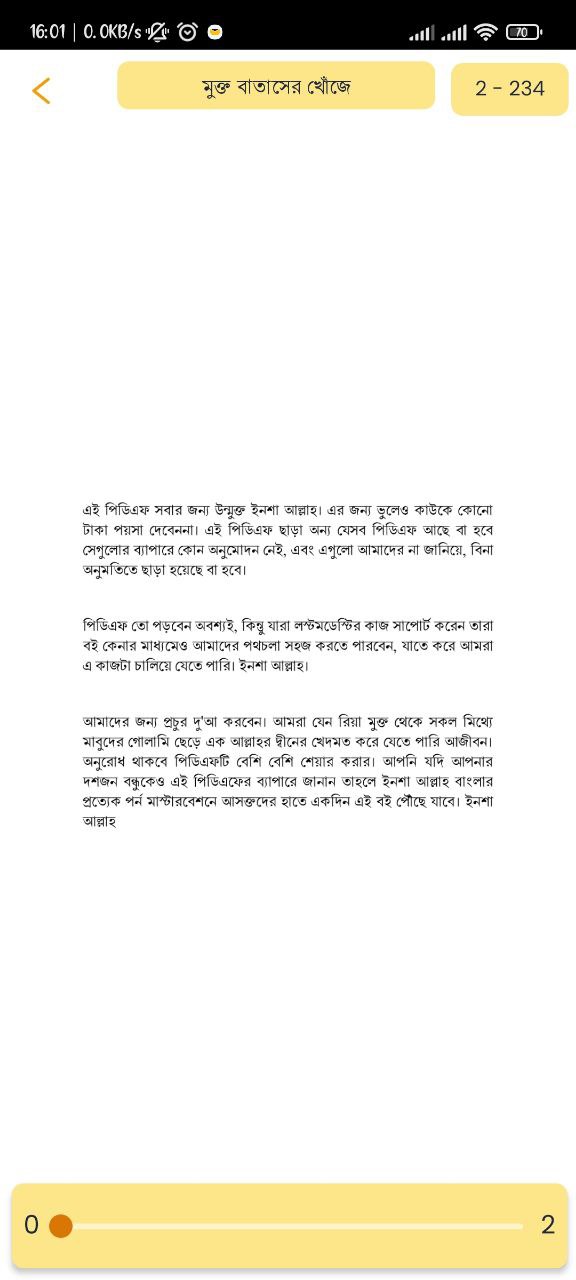 16:01 | 0.0KB/s
70
মুক্ত বাতাসের খোঁজে
2 - 234
এই পিডিএফ সবার জন্য উন্মুক্ত ইনশা আল্লাহ। এর জন্য ভুলেও কাউকে কোনো
টাকা পয়সা দেবেননা। এই পিডিএফ ছাড়া অন্য যেসব পিডিএফ আছে বা হবে
সেগুলোর ব্যাপারে কোন অনুমোদন নেই, এবং এগুলো আমাদের না জানিয়ে, বিনা
অনুমতিতে ছাড়া হয়েছে বা হবে।
পিডিএফ তো পড়বেন অবশ্যই, কিন্তু যারা লস্টমডেস্টির কাজ সাপোর্ট করেন তারা
বই কেনার মাধ্যমেও আমাদের পথচলা সহজ করতে পারবেন, যাতে করে আমরা
এ কাজটা চালিয়ে যেতে পারি। ইনশা আল্লাহ।
আমাদের জন্য প্রচুর দু'আ করবেন। আমরা যেন রিয়া মুক্ত থেকে সকল মিথ্যে
মাবুদের গোলামি ছেড়ে এক আল্লাহর দ্বীনের খেদমত করে যেতে পারি আজীবন।
অনুরোধ থাকবে পিডিএফটি বেশি বেশি শেয়ার করার। আপনি যদি আপনার
দশজন বন্ধুকেও এই পিডিএফের ব্যাপারে জানান তাহলে ইনশা আল্লাহ বাংলার
প্রত্যেক পর্ন মাস্টারবেশনে আসক্তদের হাতে একদিন এই বই পৌঁছে যাবে। ইনশা
আল্লাহ
0
2